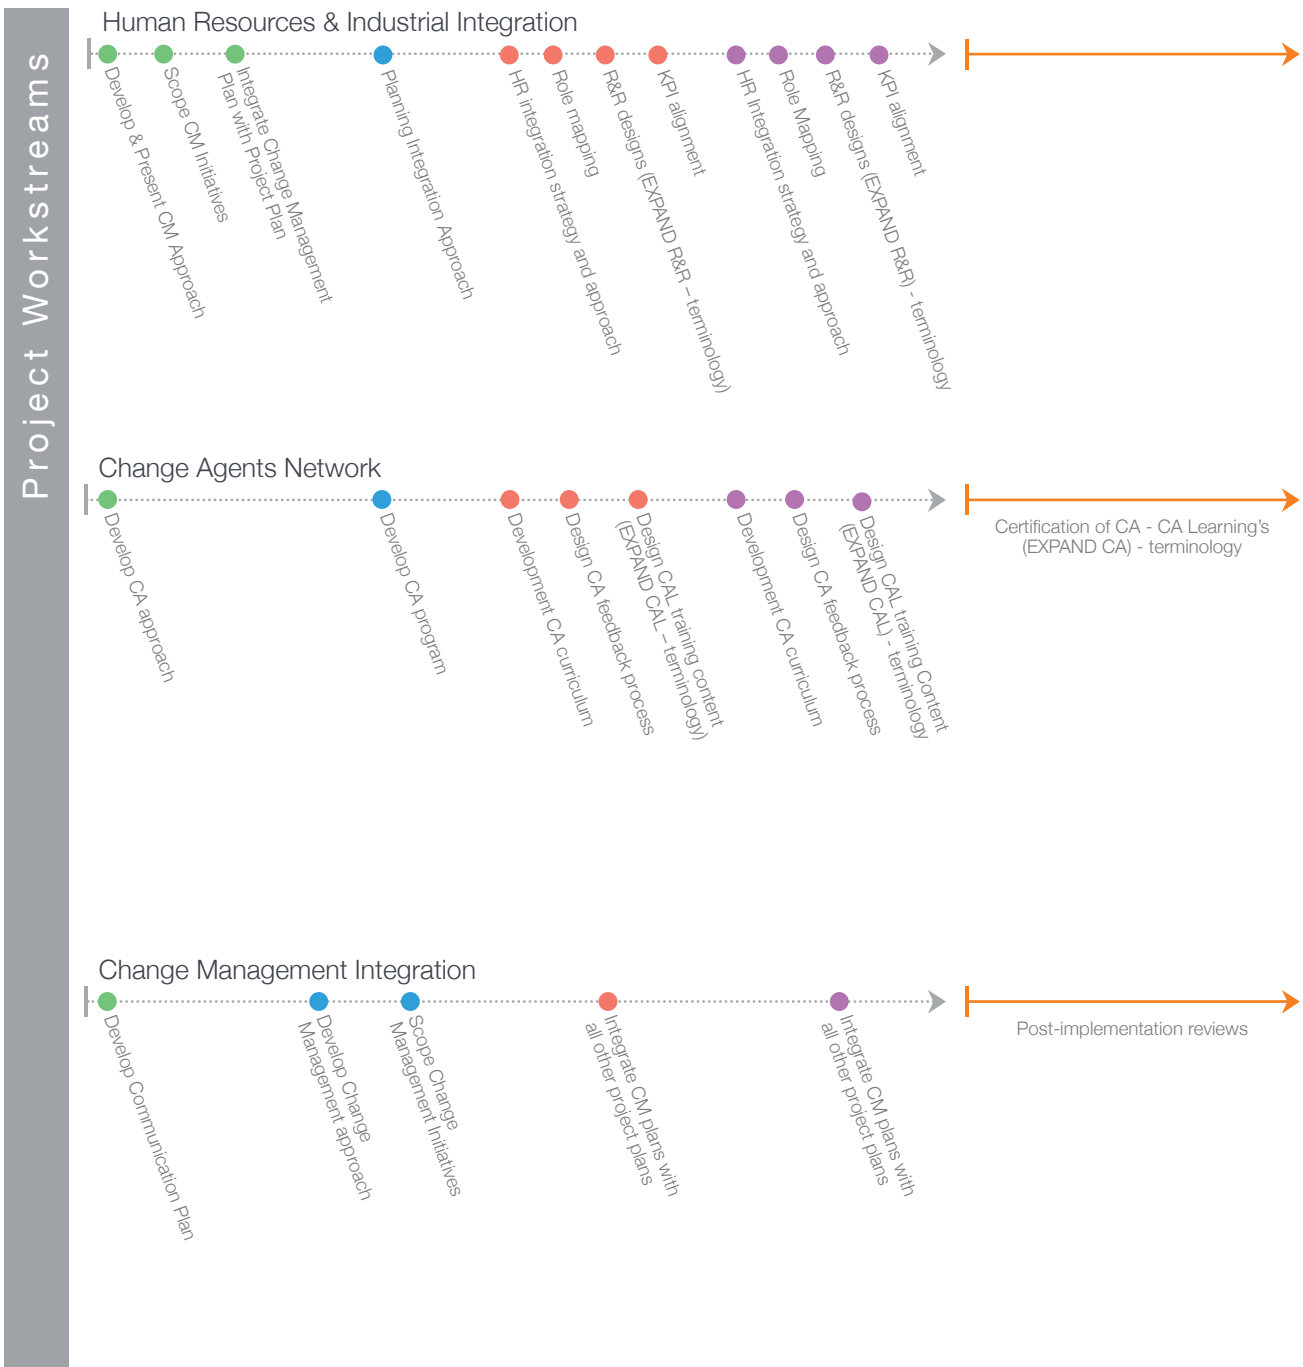 Project Workstreams
Human Resources & Industrial Integration
Develop & Present CM Approach
Scope CM Initiatives
Integrate Change Management
Plan with Project Plan
Planning Integration Approach
HR integration strategy and approach
Role mapping
R&R designs (EXPAND R&R – terminology)
KPI alignment
HR Integration strategy and approach
Role Mapping
R&R designs (EXPAND R&R) - terminology
KPI alignment
Change Agents Network
Develop CA approach
Develop CA program
Development CA curriculum
Design CA feedback process
Design CAL training content
(EXPAND CAL – terminology)
Development CA curriculum
Design CA feedback process
Design CAL training Content
(EXPAND CAL) - terminology
Certification of CA - CA Learning's
(EXPAND CA) - terminology
Change Management Integration
Develop Communication Plan
Develop Change
Management approach
Scope Change
Management Initiatives
Integrate CM plans with
all other project plans
Integrate CM plans with
all other project plans
Post-implementation reviews